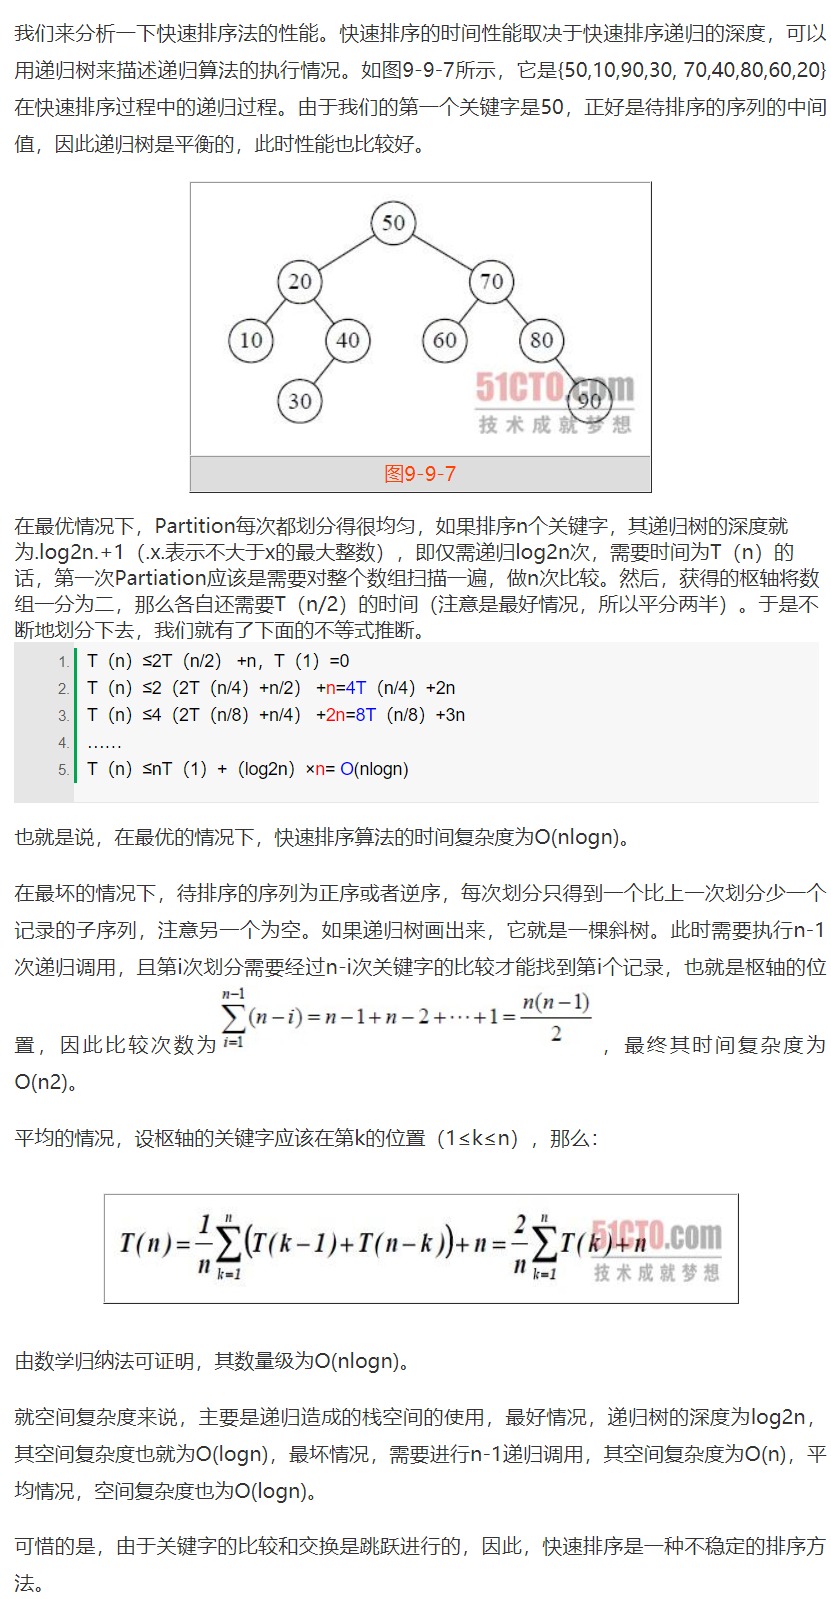 我们来分析一下快速排序法的性能。快速排序的时间性能取决于快速排序递归的深度，可以
用递归树来描述递归算法的执行情况。如图9-9-7所示，它是{50,10,90,30, 70,40,80,60,20}
在快速排序过程中的递归过程。由于我们的第一个关键字是50，正好是待排序的序列的中间
值，因此递归树是平衡的，此时性能也比较好。
50
20 70
10 40 60 80
30 90
51CTO.com
技术成就梦想
图9-9-7
在最优情况下，Partition每次都划分得很均匀，如果排序n个关键字，其递归树的深度就
为.log2n.+1（.x.表示不大于x的最大整数），即仅需递归log2n次，需要时间为T（n）的
话，第一次Partiation应该是需要对整个数组扫描一遍，做n次比较。然后，获得的枢轴将数
组一分为二，那么各自还需要T（n/2）的时间（注意是最好情况，所以平分两半）。于是不
断地划分下去，我们就有了下面的不等式推断。
1. T（n）≤2T（n/2） +n，T（1）=0
2. T（n）≤2（2T（n/4）+n/2） +n=4T（n/4）+2n
3. T（n）≤4（2T（n/8）+n/4） +2n=8T（n/8）+3n
4. ……
5. T（n）≤nT（1）+（log2n）×n= O(nlogn)
也就是说，在最优的情况下，快速排序算法的时间复杂度为O(nlogn)。
在最坏的情况下，待排序的序列为正序或者逆序，每次划分只得到一个比上一次划分少一个
记录的子序列，注意另一个为空。如果递归树画出来，它就是一棵斜树。此时需要执行n-1
次递归调用，且第i次划分需要经过n-i次关键字的比较才能找到第i个记录，也就是枢轴的位
置，因此比较次数为 \sum_{i=1}^{n-1}(n-i)=n-1+n-2+⋯+1=\frac{n(n-1)}{2} ，最终其时间复杂度为
O(n2)。
平均的情况，设枢轴的关键字应该在第k的位置（1≤k≤n），那么：
T(n)=\frac{1}{n}\sum_{k=1}^{n}(T(k-1)+T(n-k))+n=\frac{2}{n}\sum_{k=1}^{n}T(k)+n
51CTO.com
技术成就梦想
由数学归纳法可证明，其数量级为O(nlogn)。
就空间复杂度来说，主要是递归造成的栈空间的使用，最好情况，递归树的深度为log2n，
其空间复杂度也就为O(logn)，最坏情况，需要进行n-1递归调用，其空间复杂度为O(n)，平
均情况，空间复杂度也为O(logn)。
可惜的是，由于关键字的比较和交换是跳跃进行的，因此，快速排序是一种不稳定的排序方
法。